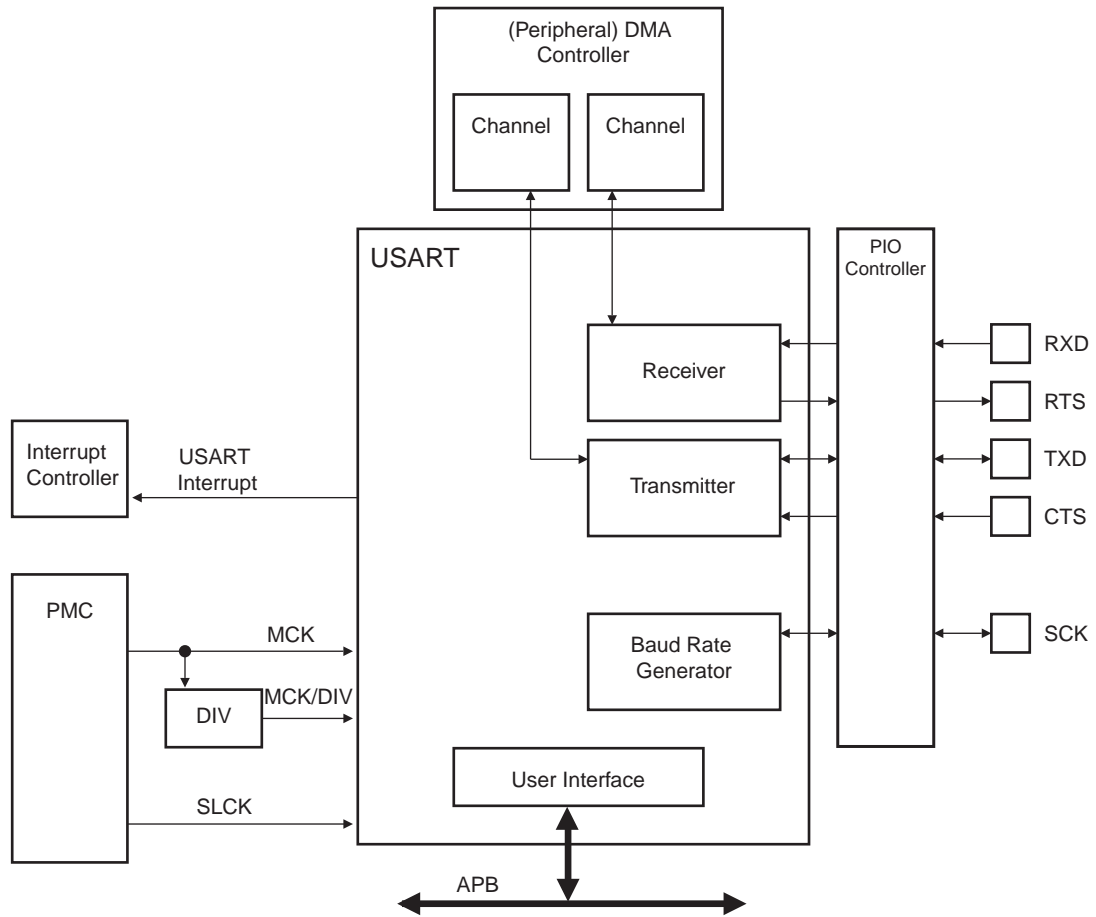 (Peripheral) DMA
Controller
Channel
Channel
USART
PIO
Controller
Receiver
RXD
RTS
Interrupt
Controller
USART
Interrupt
Transmitter
TXD
CTS
PMC
MCK
Baud Rate
Generator
SCK
MCK/DIV
DIV
User Interface
SLCK
APB